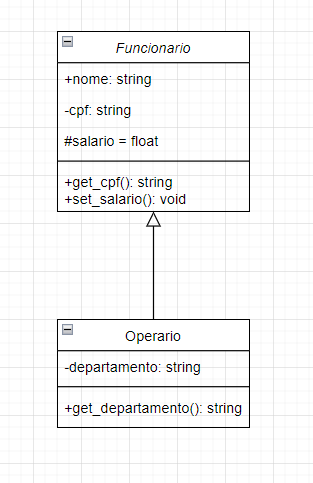 Funcionario
+nome: string
-cpf: string
#salario = float
+get_cpf(): string
+set_salario(): void
Operario
-departamento: string
+get_departamento(): string